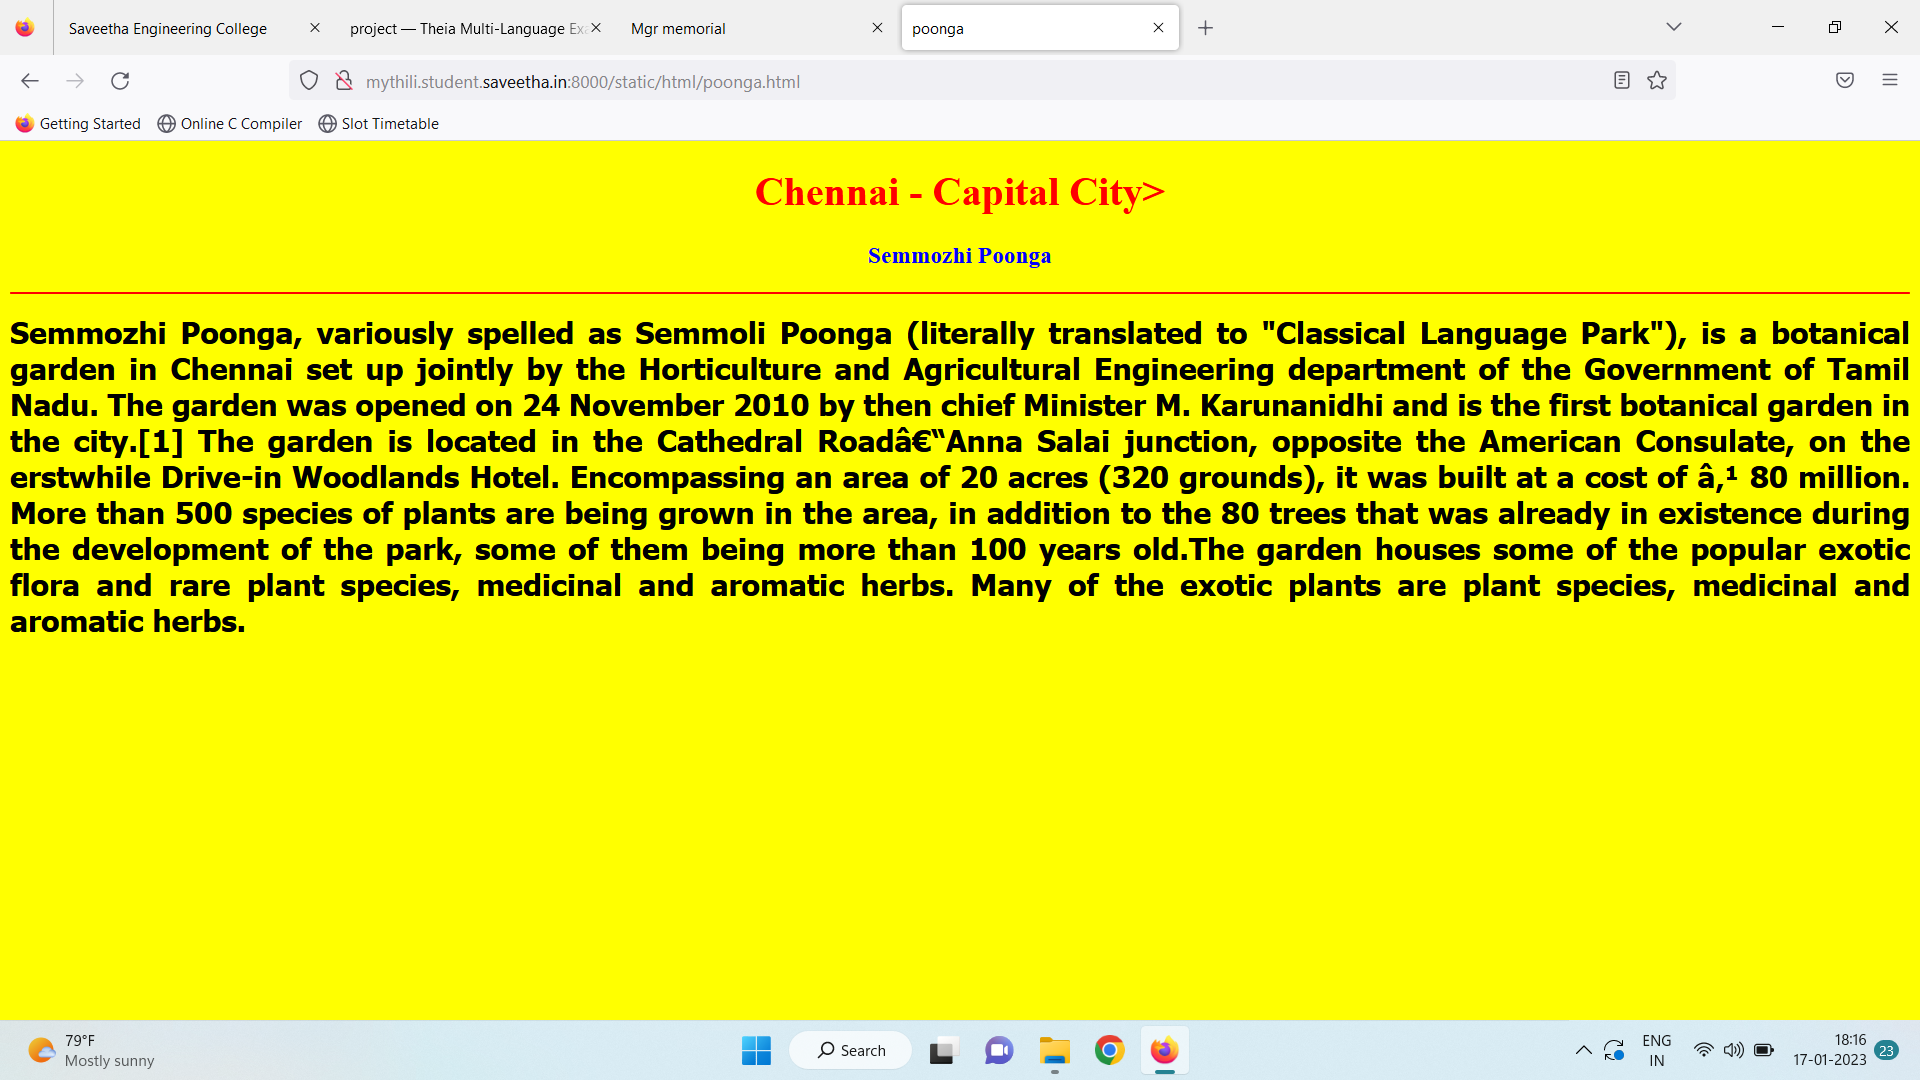 Saveetha Engineering College
project — Theia Multi-Language Ex
Mgr memorial
poonga
mythili.student.saveetha.in:8000/static/html/poonga.html
Getting Started
Online C Compiler
Slot Timetable
Chennai - Capital City>
Semmozhi Poonga
Semmozhi Poonga, variously spelled as Semmoli Poonga (literally translated to "Classical Language Park"), is a botanical
garden in Chennai set up jointly by the Horticulture and Agricultural Engineering department of the Government of Tamil
Nadu. The garden was opened on 24 November 2010 by then chief Minister M. Karunanidhi and is the first botanical garden in
the city.[1] The garden is located in the Cathedral Roadâ€“Anna Salai junction, opposite the American Consulate, on the
erstwhile Drive-in Woodlands Hotel. Encompassing an area of 20 acres (320 grounds), it was built at a cost of â‚¹ 80 million.
More than 500 species of plants are being grown in the area, in addition to the 80 trees that was already in existence during
the development of the park, some of them being more than 100 years old.The garden houses some of the popular exotic
flora and rare plant species, medicinal and aromatic herbs. Many of the exotic plants are plant species, medicinal and
aromatic herbs.
79°F
Mostly sunny
Search
ENG
IN
18:16
17-01-2023
23